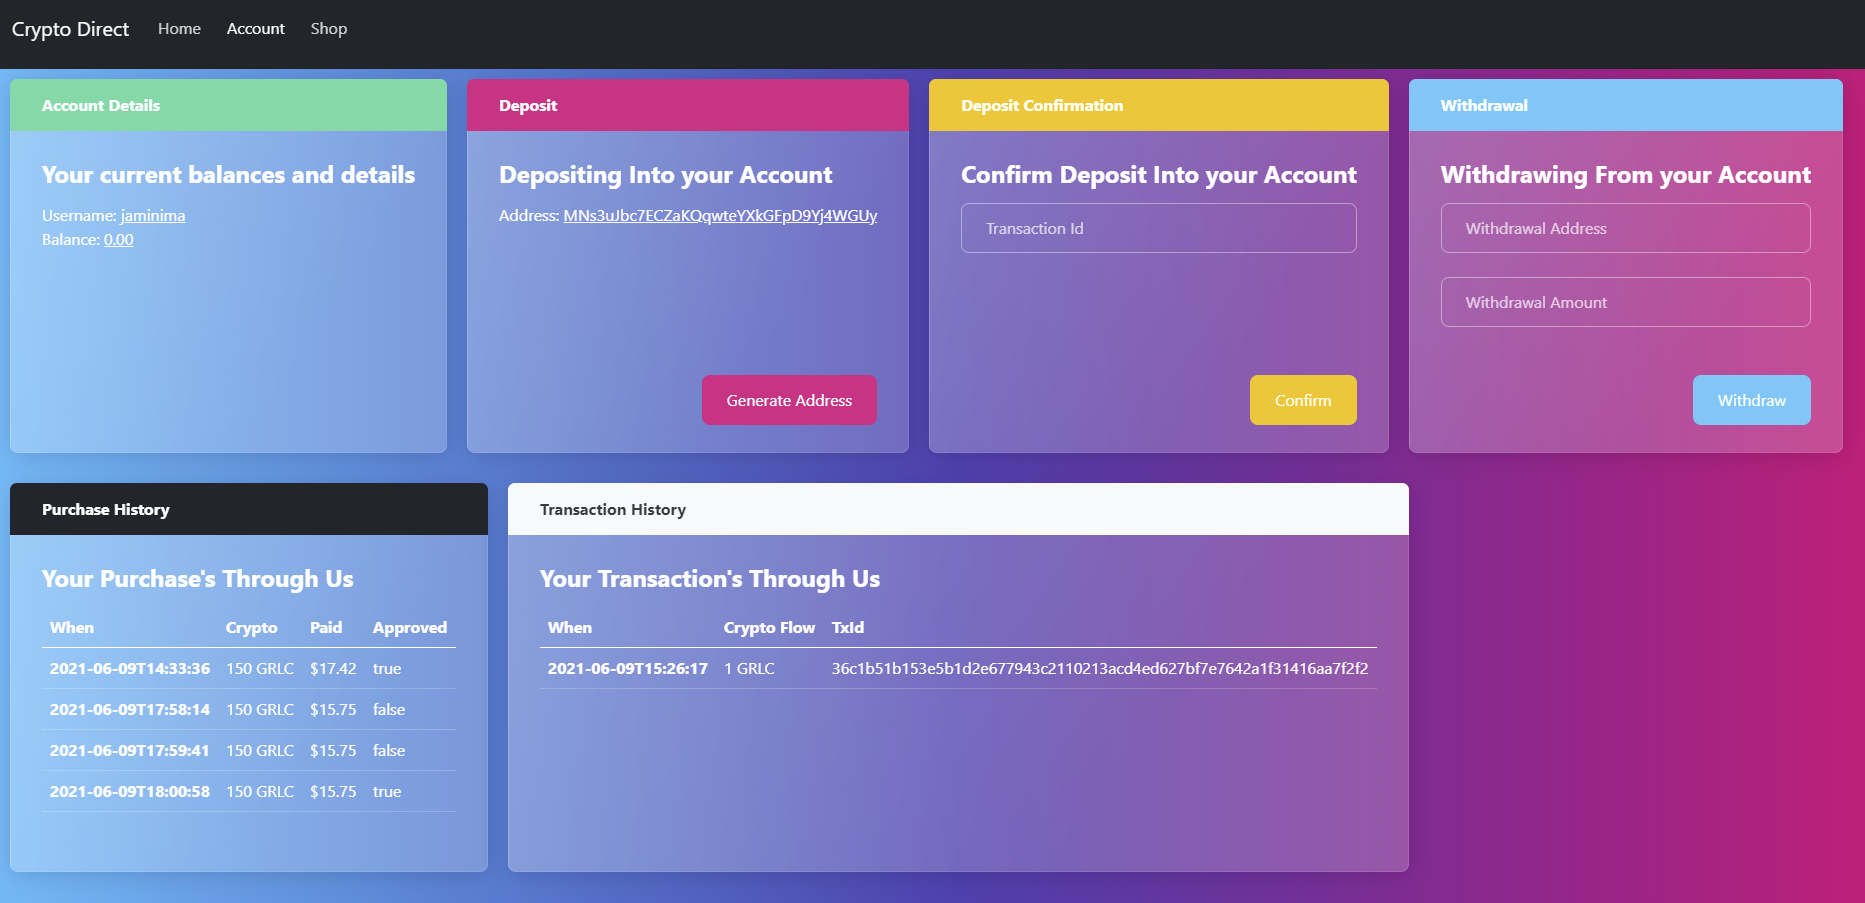 Crypto Direct Home Account Shop
Account Details
Your current balances and details
Username: jaminima
Balance: 0.00
Deposit
Depositing Into your Account
Address: MNs3uJbc7ECZaKQqwteYXkGFpD9Yj4WGUy
Generate Address
Deposit Confirmation
Confirm Deposit Into your Account
Transaction Id
Confirm
Withdrawal
Withdrawing From your Account
Withdrawal Address
Withdrawal Amount
Withdraw
Purchase History
Your Purchase's Through Us
When Crypto Paid Approved
2021-06-09T14:33:36 150 GRLC $17.42 true
2021-06-09T17:58:14 150 GRLC $15.75 false
2021-06-09T17:59:41 150 GRLC $15.75 false
2021-06-09T18:00:58 150 GRLC $15.75 true
Transaction History
Your Transaction's Through Us
When Crypto Flow TxId
2021-06-09T15:26:17 1 GRLC 36c1b51b153e5b1d2e677943c2110213acd4ed627bf7e7642a1f31416aa7f2f2